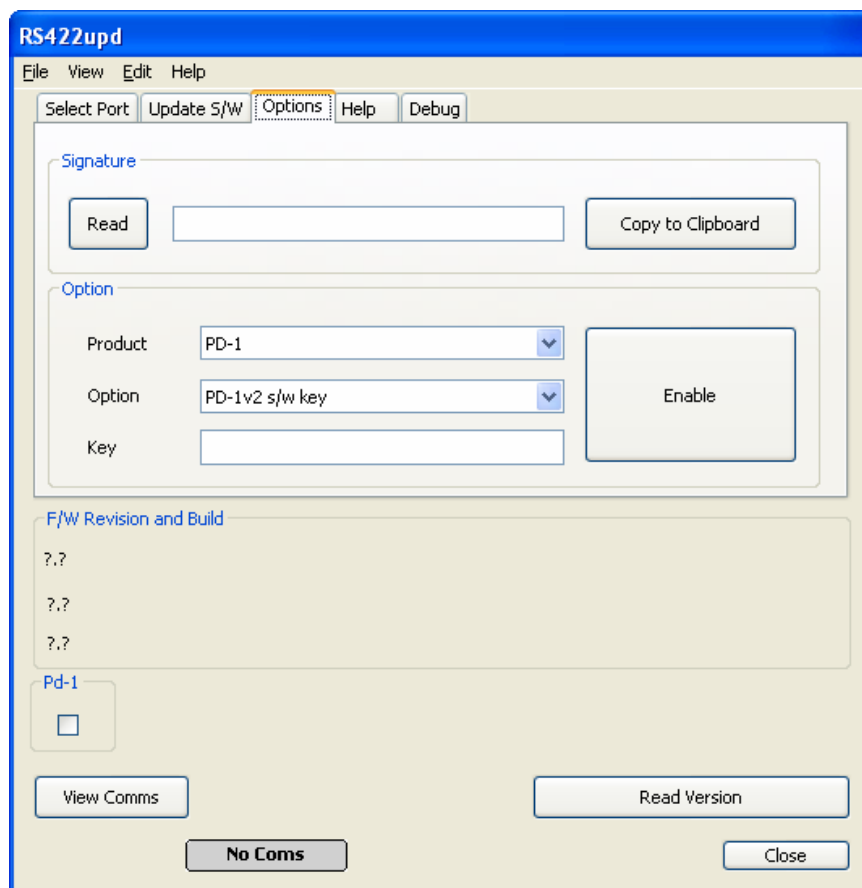 RS422upd
File View Edit Help
Select Port Update S/W Options Help Debug
Signature
Read Copy to Clipboard
Option
Product PD-1
Option PD-1v2 s/w key Enable
Key
F/W Revision and Build
?.?
?.?
?.?
Pd-1
View Comms Read Version
No Coms Close